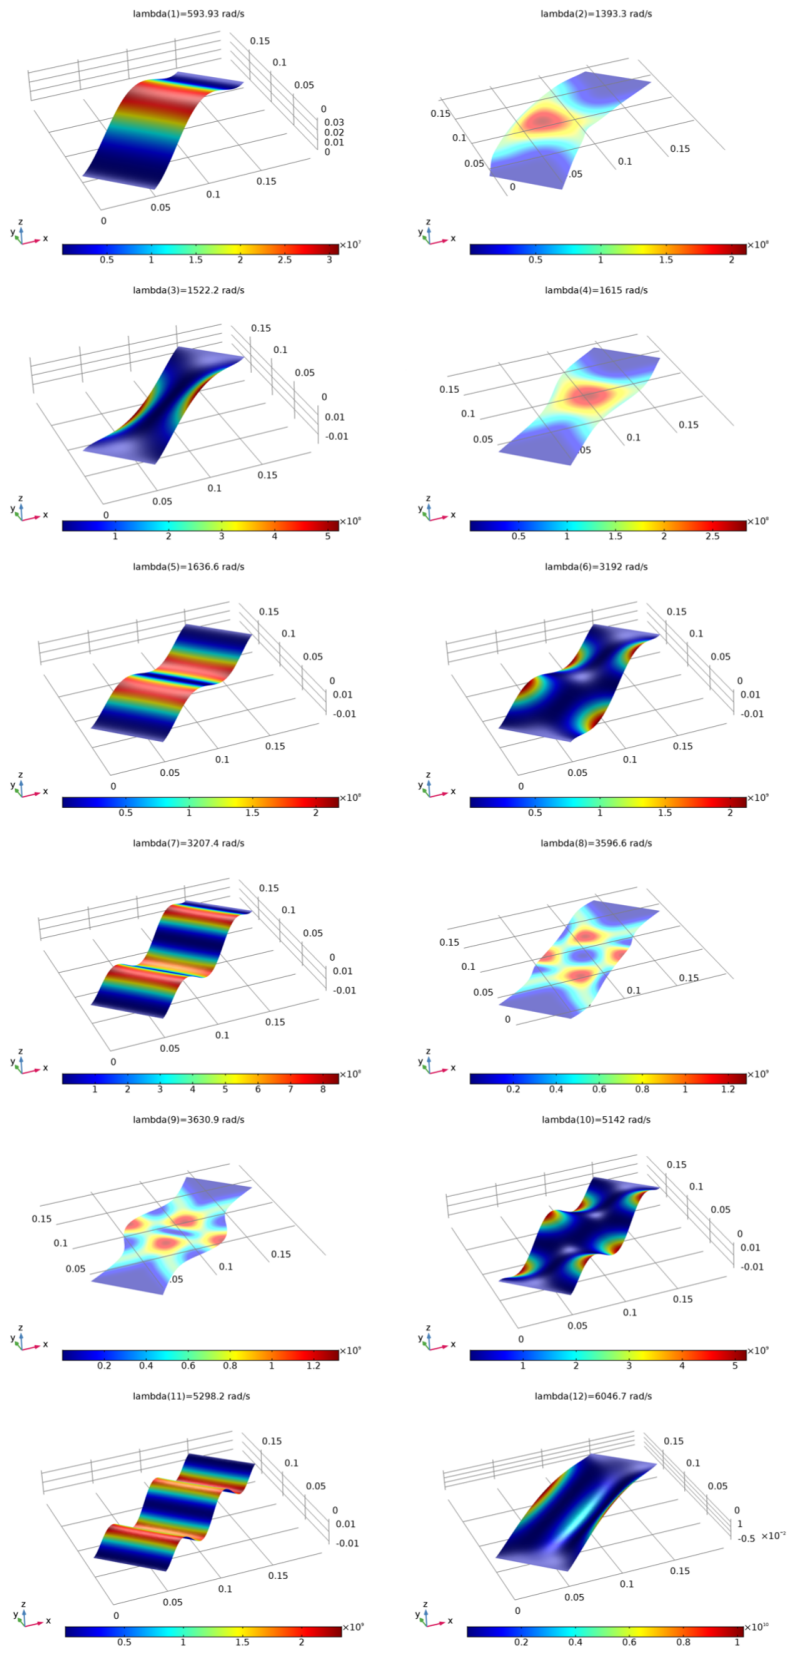 lambda(1)=593.93 rad/s
0.15
0.1
0.05
0
0.03
0.02
0.01
0
0.15
0.1
0.05
0
z
y x
0.5 1 1.5 2 2.5 3 ×10⁷
lambda(2)=1393.3 rad/s
0.15
0.1
0.05
0
.05
0.1
0.15
z
y x
0.5 1 1.5 2 ×10⁸
lambda(3)=1522.2 rad/s
0.15
0.1
0.05
0
0.01
-0.01
0.15
0.1
0.05
0
z
y x
1 2 3 4 5 ×10⁸
lambda(4)=1615 rad/s
0.15
0.1
0.05
.05
0.1
0.15
z
y x
0.5 1 1.5 2 2.5 ×10⁸
lambda(5)=1636.6 rad/s
0.15
0.1
0.05
0
0.01
-0.01
0.15
0.1
0.05
0
z
y x
0.5 1 1.5 2 ×10⁸
lambda(6)=3192 rad/s
0.15
0.1
0.05
0
0.01
-0.01
0.15
0.1
0.05
0
z
y x
0.5 1 1.5 2 ×10⁹
lambda(7)=3207.4 rad/s
0.15
0.1
0.05
0
0.01
-0.01
0.15
0.1
0.05
0
z
y x
1 2 3 4 5 6 7 8 ×10⁸
lambda(8)=3596.6 rad/s
0.15
0.1
0.05
0
0.1
0.15
z
y x
0.2 0.4 0.6 0.8 1 1.2 ×10⁹
lambda(9)=3630.9 rad/s
0.15
0.1
0.05
.05
0.1
0.15
z
y x
0.2 0.4 0.6 0.8 1 1.2 ×10⁹
lambda(10)=5142 rad/s
0.15
0.1
0.05
0
0.01
-0.01
0.15
0.1
0.05
0
z
y x
1 2 3 4 5 ×10⁹
lambda(11)=5298.2 rad/s
0.15
0.1
0.05
0
0.01
-0.01
0.15
0.1
0.05
0
z
y x
0.5 1 1.5 2 ×10⁹
lambda(12)=6046.7 rad/s
0.15
0.1
0.05
0
1
-0.5 ×10⁻²
0.15
0.1
0.05
0
z
y x
0.2 0.4 0.6 0.8 1 ×10¹⁰